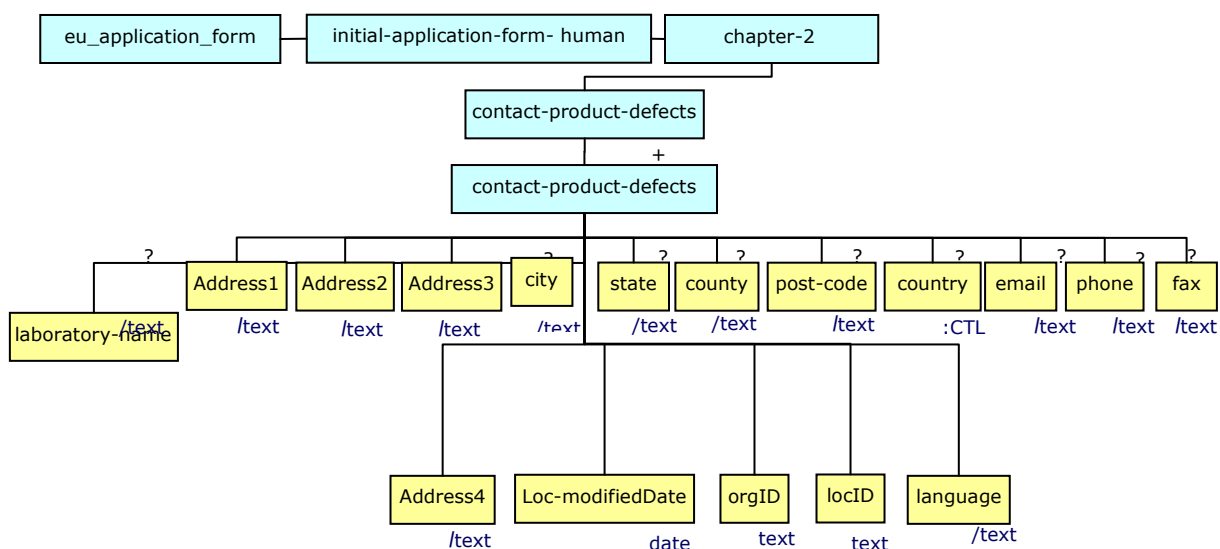 eu_application_form
initial-application-form- human
chapter-2
contact-product-defects
+
contact-product-defects
? ? ? ? ? ? ? ? ?
Address1 Address2 Address3 city state county post-code country email phone fax
/text /text /text /text /text /text /text :CTL /text /text /text
laboratory-name
/text
Address4 Loc-modifiedDate orgID locID language
/text date text text /text